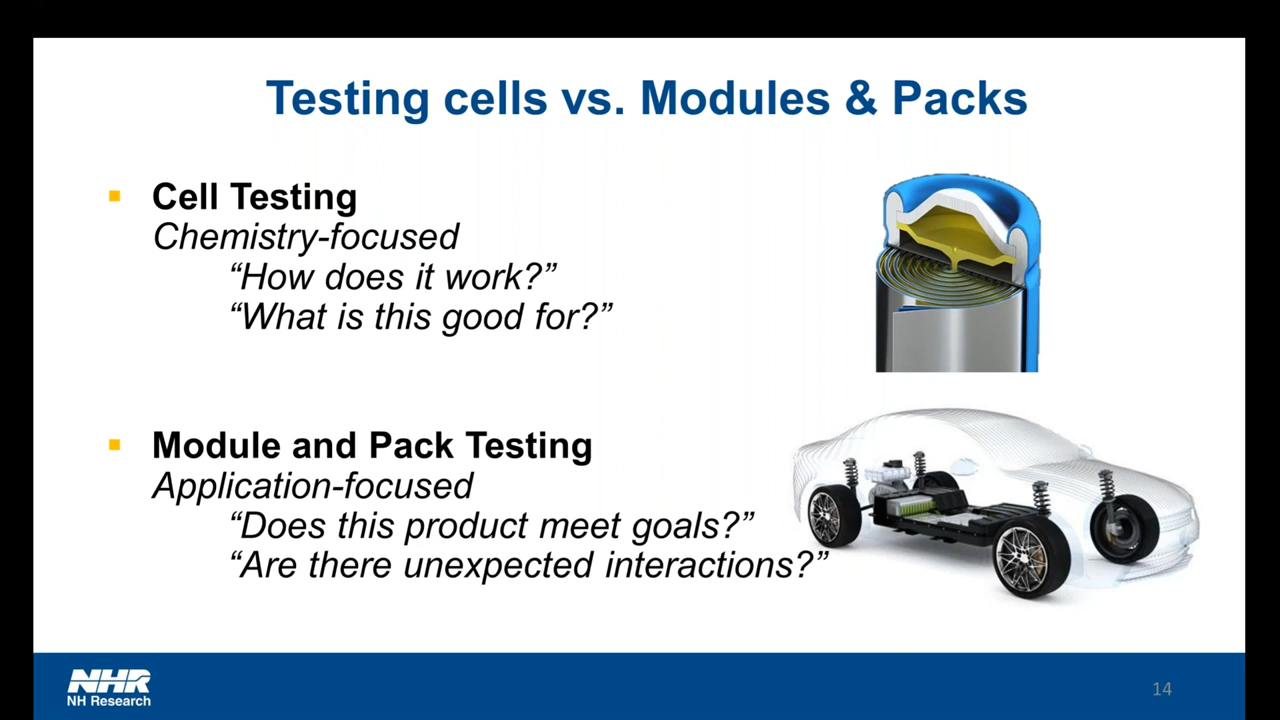 Testing cells vs. Modules & Packs
▪ Cell Testing
Chemistry-focused
“How does it work?”
“What is this good for?”
▪ Module and Pack Testing
Application-focused
“Does this product meet goals?”
“Are there unexpected interactions?”
NHR
NH Research
14